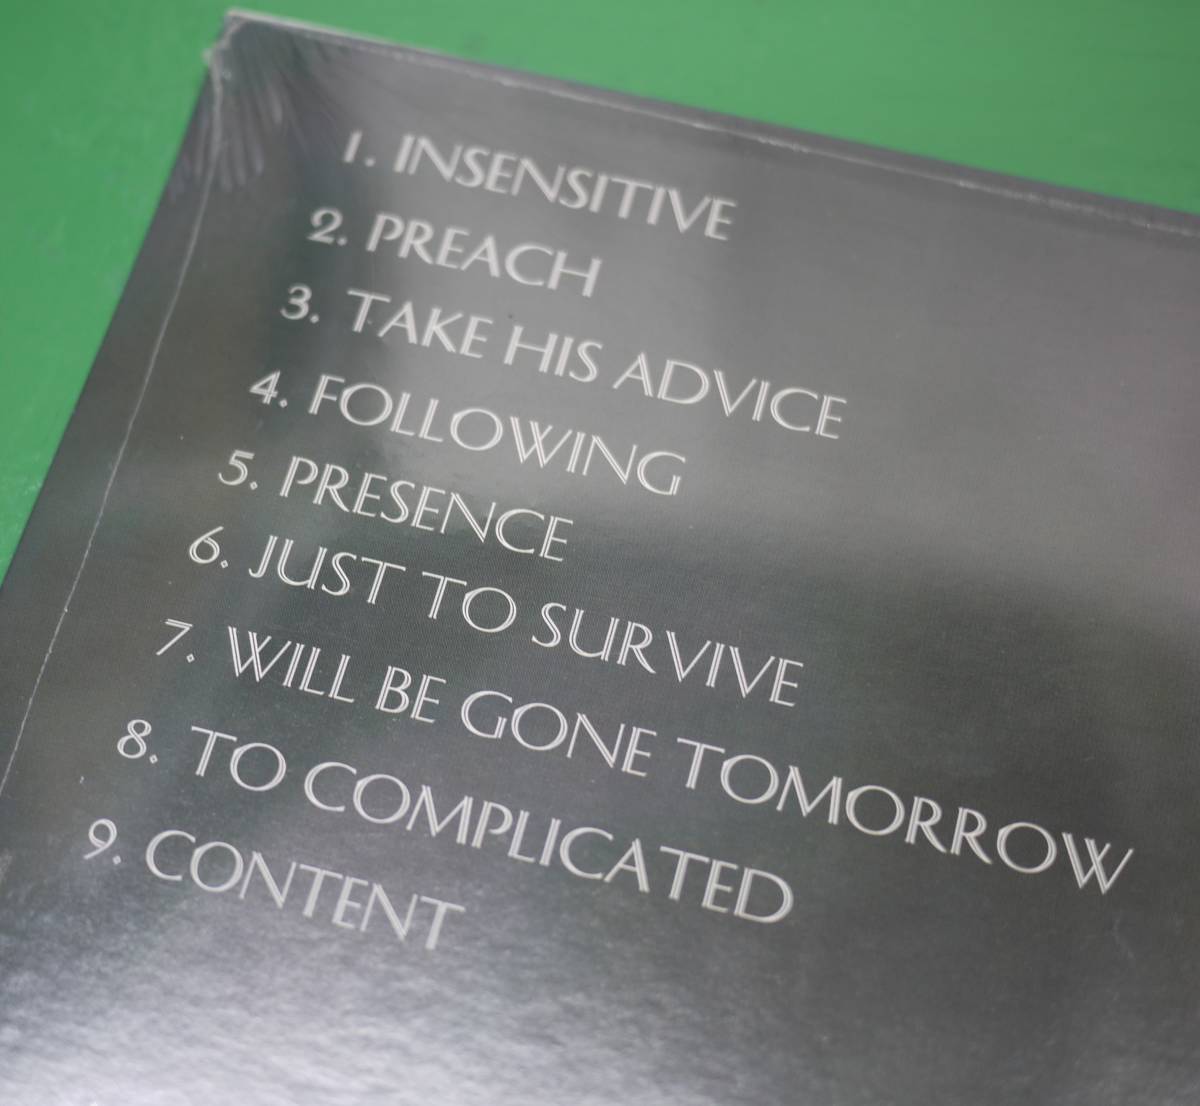 1. INSENSITIVE
2. PREACH
3. TAKE HIS ADVICE
4. FOLLOWING
5. PRESENCE
6. JUST TO SURVIVE
7. WILL BE GONE TOMORROW
8. TO COMPLICATED
9. CONTENT